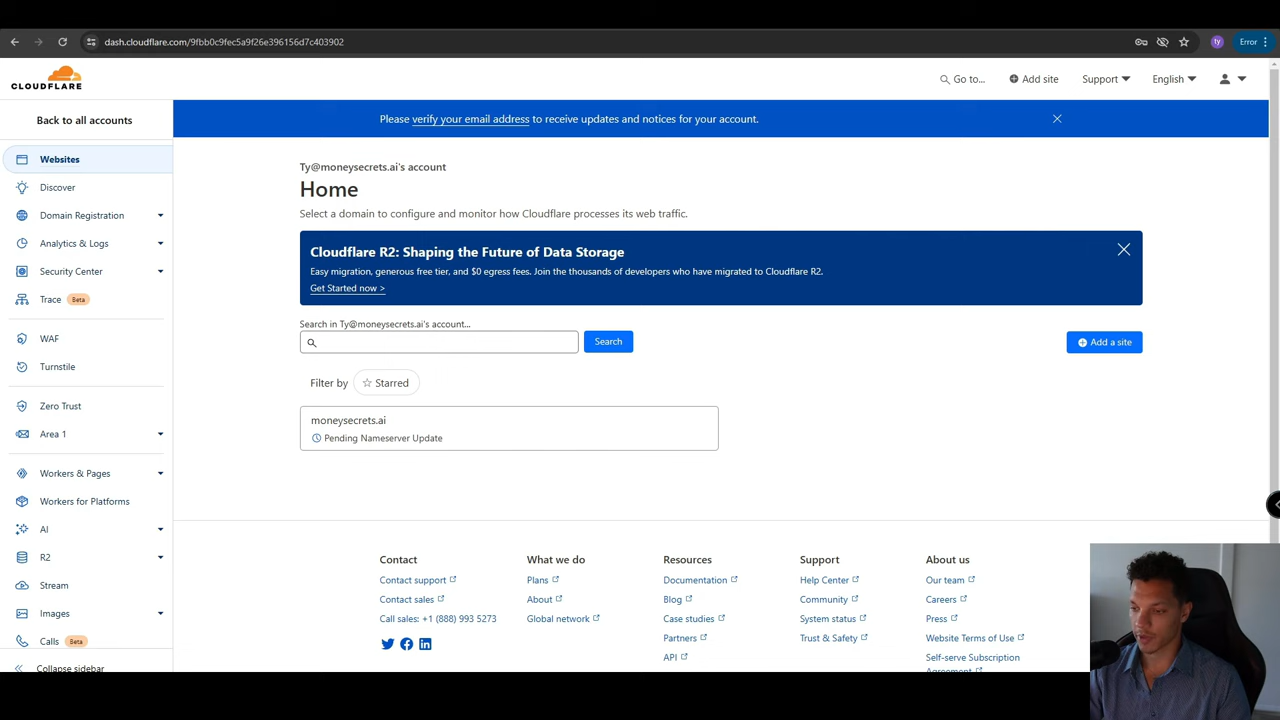 dash.cloudflare.com/9fbb0c9fec5a9f26e396156d7c403902
ty
Error
CLOUDFLARE
Go to...
Add site
Support
English
Back to all accounts
Please verify your email address to receive updates and notices for your account.
Websites
Discover
Domain Registration
Analytics & Logs
Security Center
Trace Beta
WAF
Turnstile
Zero Trust
Area 1
Workers & Pages
Workers for Platforms
AI
R2
Stream
Images
Calls Beta
Collapse sidebar
Ty@moneysecrets.ai's account
Home
Select a domain to configure and monitor how Cloudflare processes its web traffic.
Cloudflare R2: Shaping the Future of Data Storage
Easy migration, generous free tier, and $0 egress fees. Join the thousands of developers who have migrated to Cloudflare R2.
Get Started now >
Search in Ty@moneysecrets.ai's account...
Search
Add a site
Filter by
Starred
moneysecrets.ai
Pending Nameserver Update
Contact
Contact support
Contact sales
Call sales: +1 (888) 993 5273
What we do
Plans
About
Global network
Resources
Documentation
Blog
Case studies
Partners
API
Support
Help Center
Community
System status
Trust & Safety
About us
Our team
Careers
Press
Website Terms of Use
Self-serve Subscription
Agreement